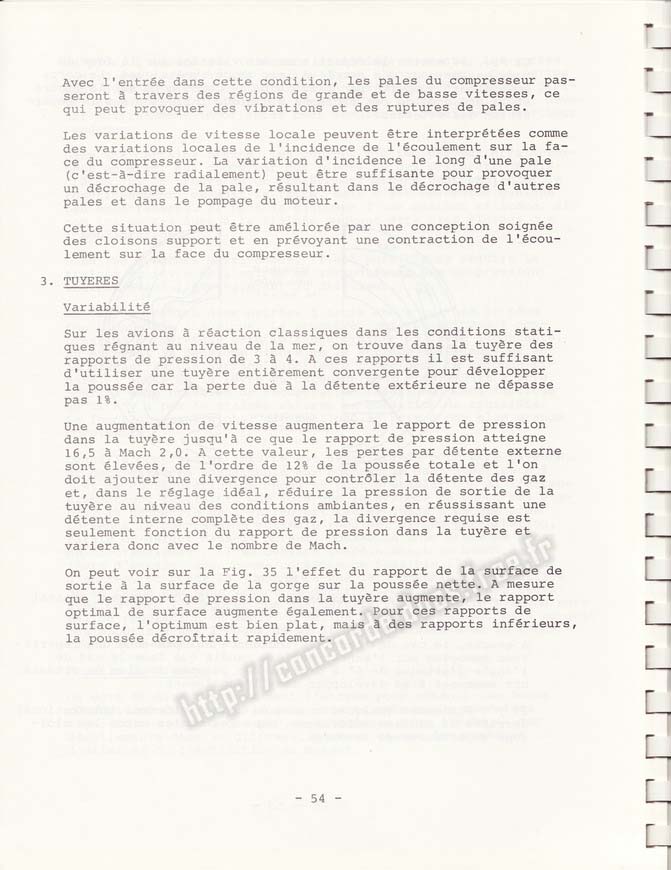 Avec l'entrée dans cette condition, les pales du compresseur pas-
seront à travers des régions de grande et de basse vitesses, ce
qui peut provoquer des vibrations et des ruptures de pales.
Les variations de vitesse locale peuvent être interprétées comme
des variations locales de l'incidence de l'écoulement sur la fa-
ce du compresseur. La variation d'incidence le long d'une pale
(c'est-à-dire radialement) peut être suffisante pour provoquer
un décrochage de la pale, résultant dans le décrochage d'autres
pales et dans le pompage du moteur.
Cette situation peut être améliorée par une conception soignée
des cloisons support et en prévoyant une contraction de l'écou-
lement sur la face du compresseur.
3. TUYERES
Variabilité
Sur les avions à réaction classiques dans les conditions stati-
ques régnant au niveau de la mer, on trouve dans la tuyère des
rapports de pression de 3 à 4. A ces rapports il est suffisant
d'utiliser une tuyère entièrement convergente pour développer
la poussée car la perte due à la détente extérieure ne dépasse
pas 1%.
Une augmentation de vitesse augmentera le rapport de pression
dans la tuyère jusqu'à ce que le rapport de pression atteigne
16,5 à Mach 2,0. A cette valeur, les pertes par détente externe
sont élevées, de l'ordre de 12% de la poussée totale et l'on
doit ajouter une divergence pour contrôler la détente des gaz
et, dans le réglage idéal, réduire la pression de sortie de la
tuyère au niveau des conditions ambiantes, en réussissant une
détente interne complète des gaz, la divergence requise est
seulement fonction du rapport de pression dans la tuyère et
variera donc avec le nombre de Mach.
On peut voir sur la Fig. 35 l'effet du rapport de la surface de
sortie à la surface de la gorge sur la poussée nette. A mesure
que le rapport de pression dans la tuyère augmente, le rapport
optimal de surface augmente également. Pour ces rapports de
surface, l'optimum est bien plat, mais à des rapports inférieurs,
la poussée décroîtrait rapidement.
- 54 -